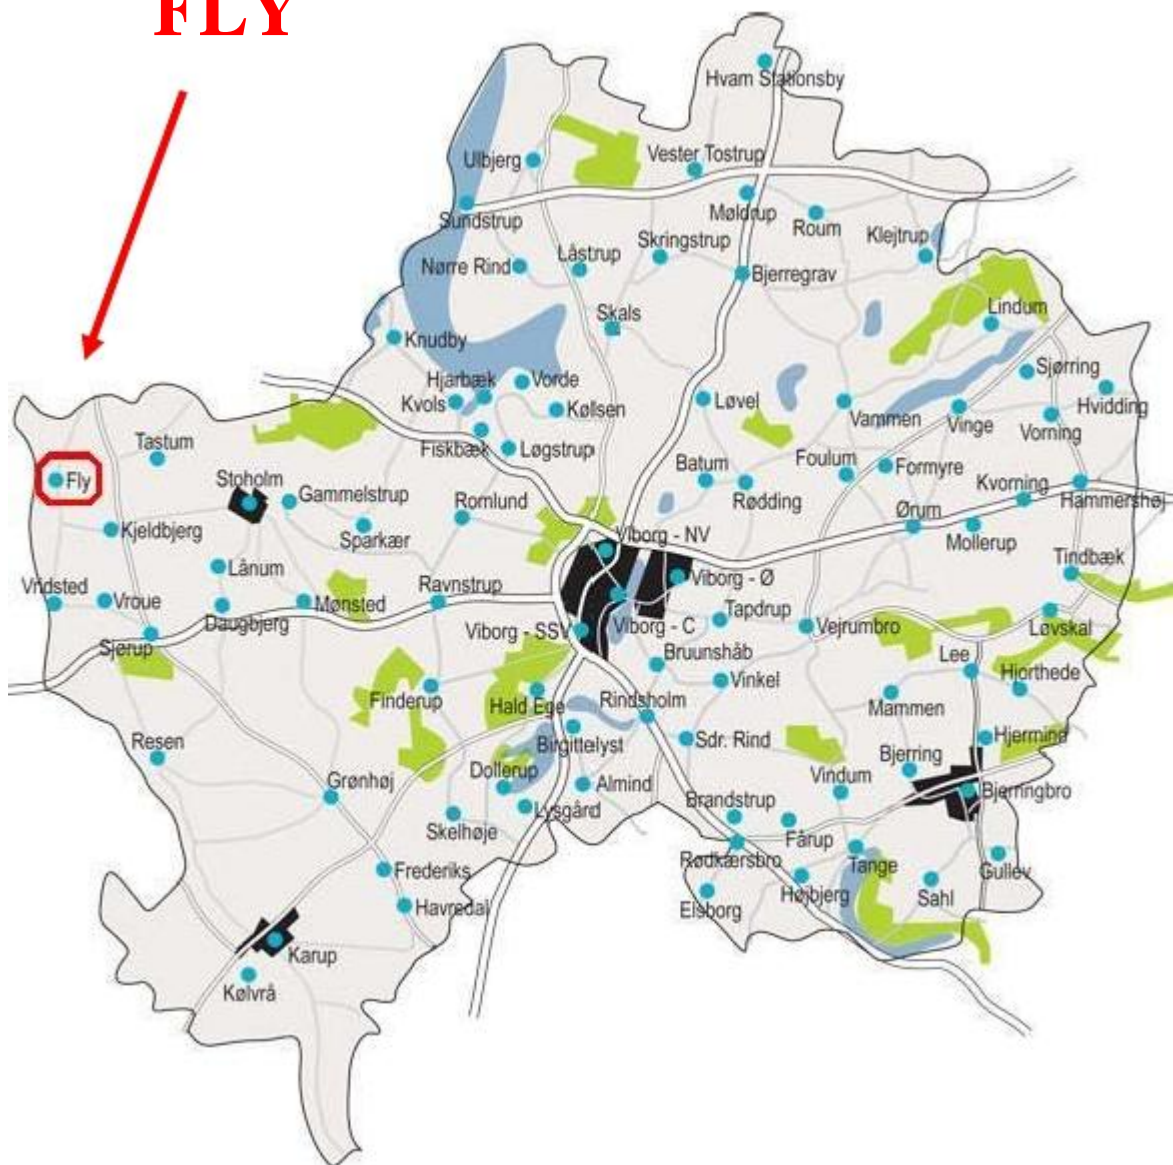 FLY
Hvam Stationsby
Ulbjerg
Vester Tostrup
Sundstrup
Møldrup
Roum
Klejtrup
Skringstrup
Nørre Rind
Låstrup
Bjerregrav
Skals
Lindum
Knudby
Sjørring
Hjarbæk
Vorde
Kvols
Køllsen
Løvel
Vammen
Vinge
Hvidding
Vorning
Tastum
Fiskbæk
Løgstrup
Batum
Foulum
Formyre
Fly
Stoholm
Gammelstrup
Romlund
Rødding
Kvorning
Hammershøj
Kjeldbjerg
Sparkær
Viborg - NV
Ørum
Mollerup
Lånum
Tindbæk
Vridsted
Vroue
Ravnstrup
Viborg - Ø
Mønsted
Daugbjerg
Tapdrup
Sjørup
Viborg - SSV
Viborg - C
Vejrumbro
Løvskal
Bruunshåb
Lee
Hjorthede
Finderup
Hald Ege
Rindsholm
Vinkel
Mammen
Resen
Birgittelyst
Sdr. Rind
Hjermind
Bjerring
Grønhøj
Dollerup
Almind
Vindum
Bjerringbro
Lysgård
Brandstrup
Skelhøje
Fårup
Rødkærsbro
Tange
Gullev
Frederiks
Højbjerg
Sahl
Havredal
Elsborg
Karup
Kølvrå